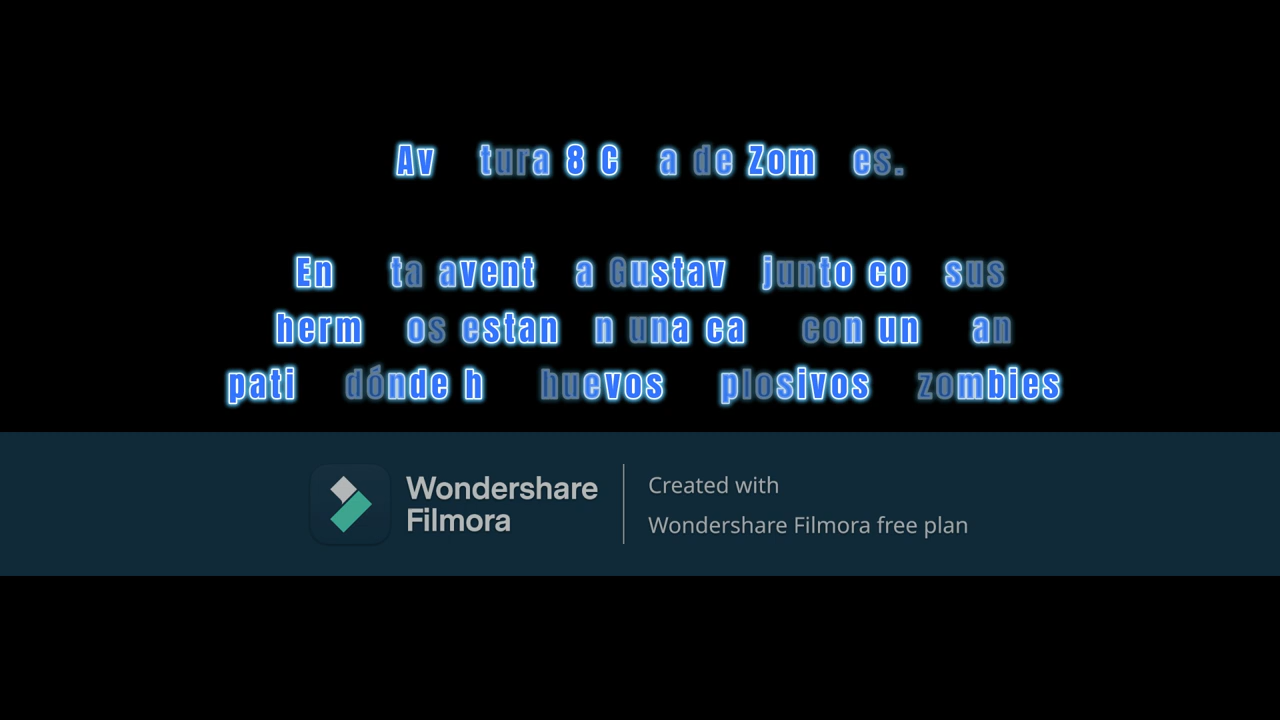 Av tura 8 C a de Zom es.
En ta avent a Gustav junto co sus
herm os estan n una ca con un an
pati dónde h huevos plosivos zombies
Wondershare
Filmora
Created with
Wondershare Filmora free plan